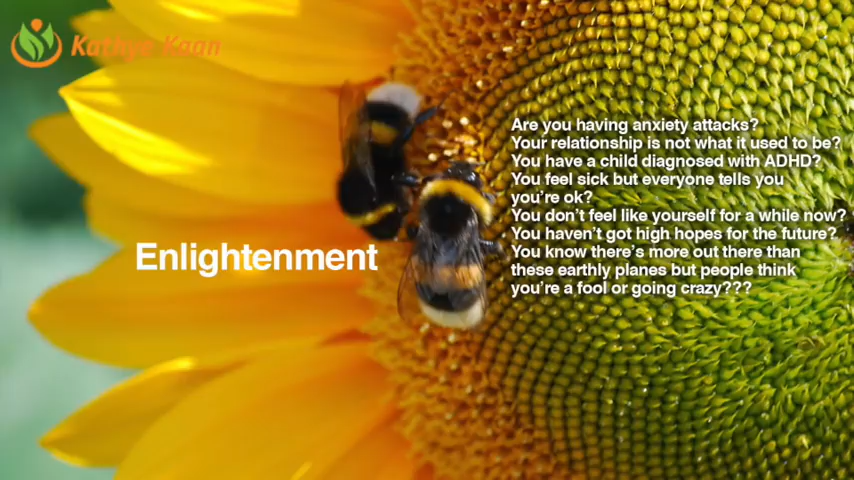 Kathye Kaan
Enlightenment
Are you having anxiety attacks?
Your relationship is not what it used to be?
You have a child diagnosed with ADHD?
You feel sick but everyone tells you
you're ok?
You don't feel like yourself for a while now?
You haven't got high hopes for the future?
You know there's more out there than
these earthly planes but people think
you're a fool or going crazy???